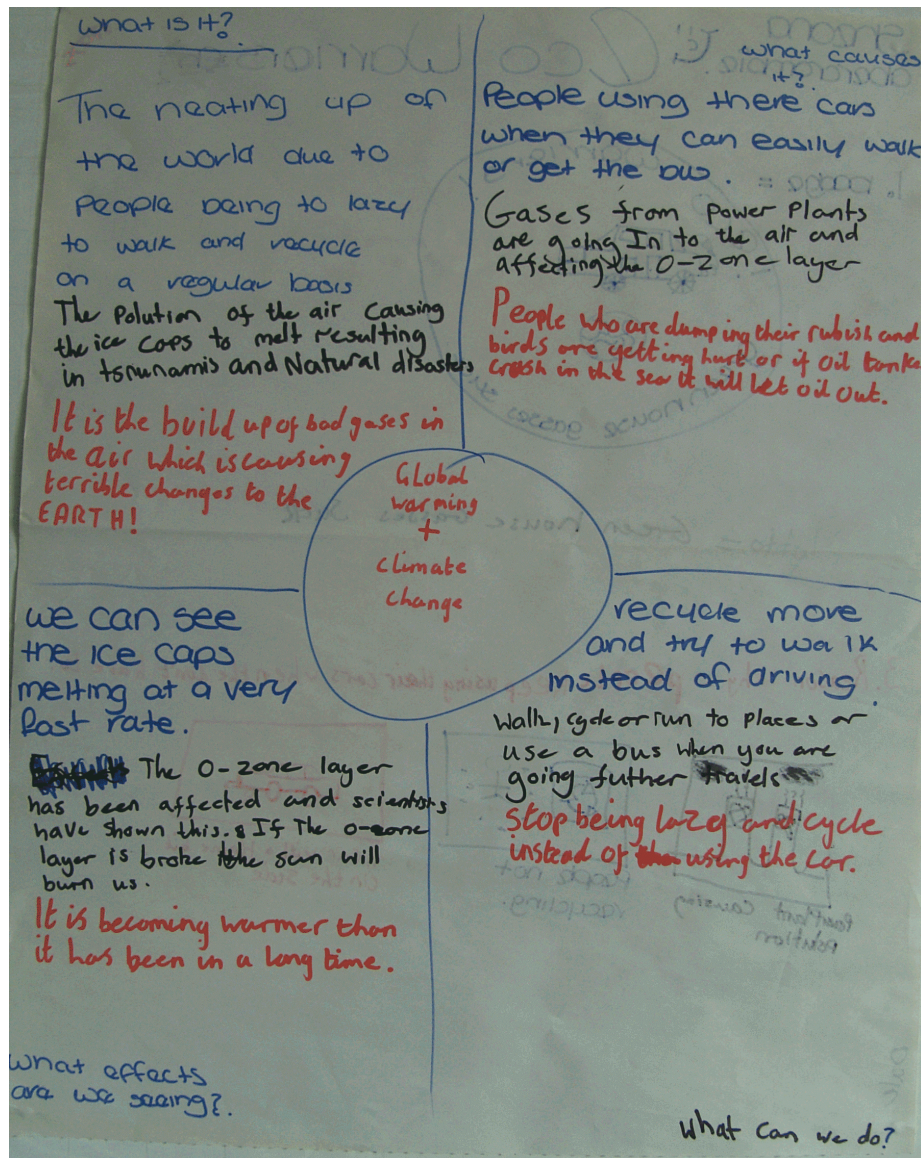 What is it?
The heating up of
the world due to
People being to lazy
to walk and recycle
on a regular basis
The Polution of the air causing
the ice caps to melt resulting
in tsnunamis and Natural disasters
It is the build up of bad gases in
the air which is causing
terrible changes to the
EARTH!
what causes
it?
People using there cars
when they can easily walk
or get the bus.
Gases from Power Plants
are going In to the air and
affecting the O-Zone layer
People who are dumping their rubish and
birds are getting hurt or if oil tanks
crash in the sea it will let oil out.
Global
warming
+
climate
change
we can see
the ice caps
melting at a very
fast rate.
The O-zone layer
has been affected and scientists
have shown this. If The O-zone
layer is broke the sun will
burn us.
It is becoming warmer than
it has been in a long time.
What effects
are we seeing?
recycle more
and try to walk
instead of driving
Walk, cycle or run to places or
use a bus when you are
going futher travels
Stop being lazy and cycle
instead of using the car.
What can we do?